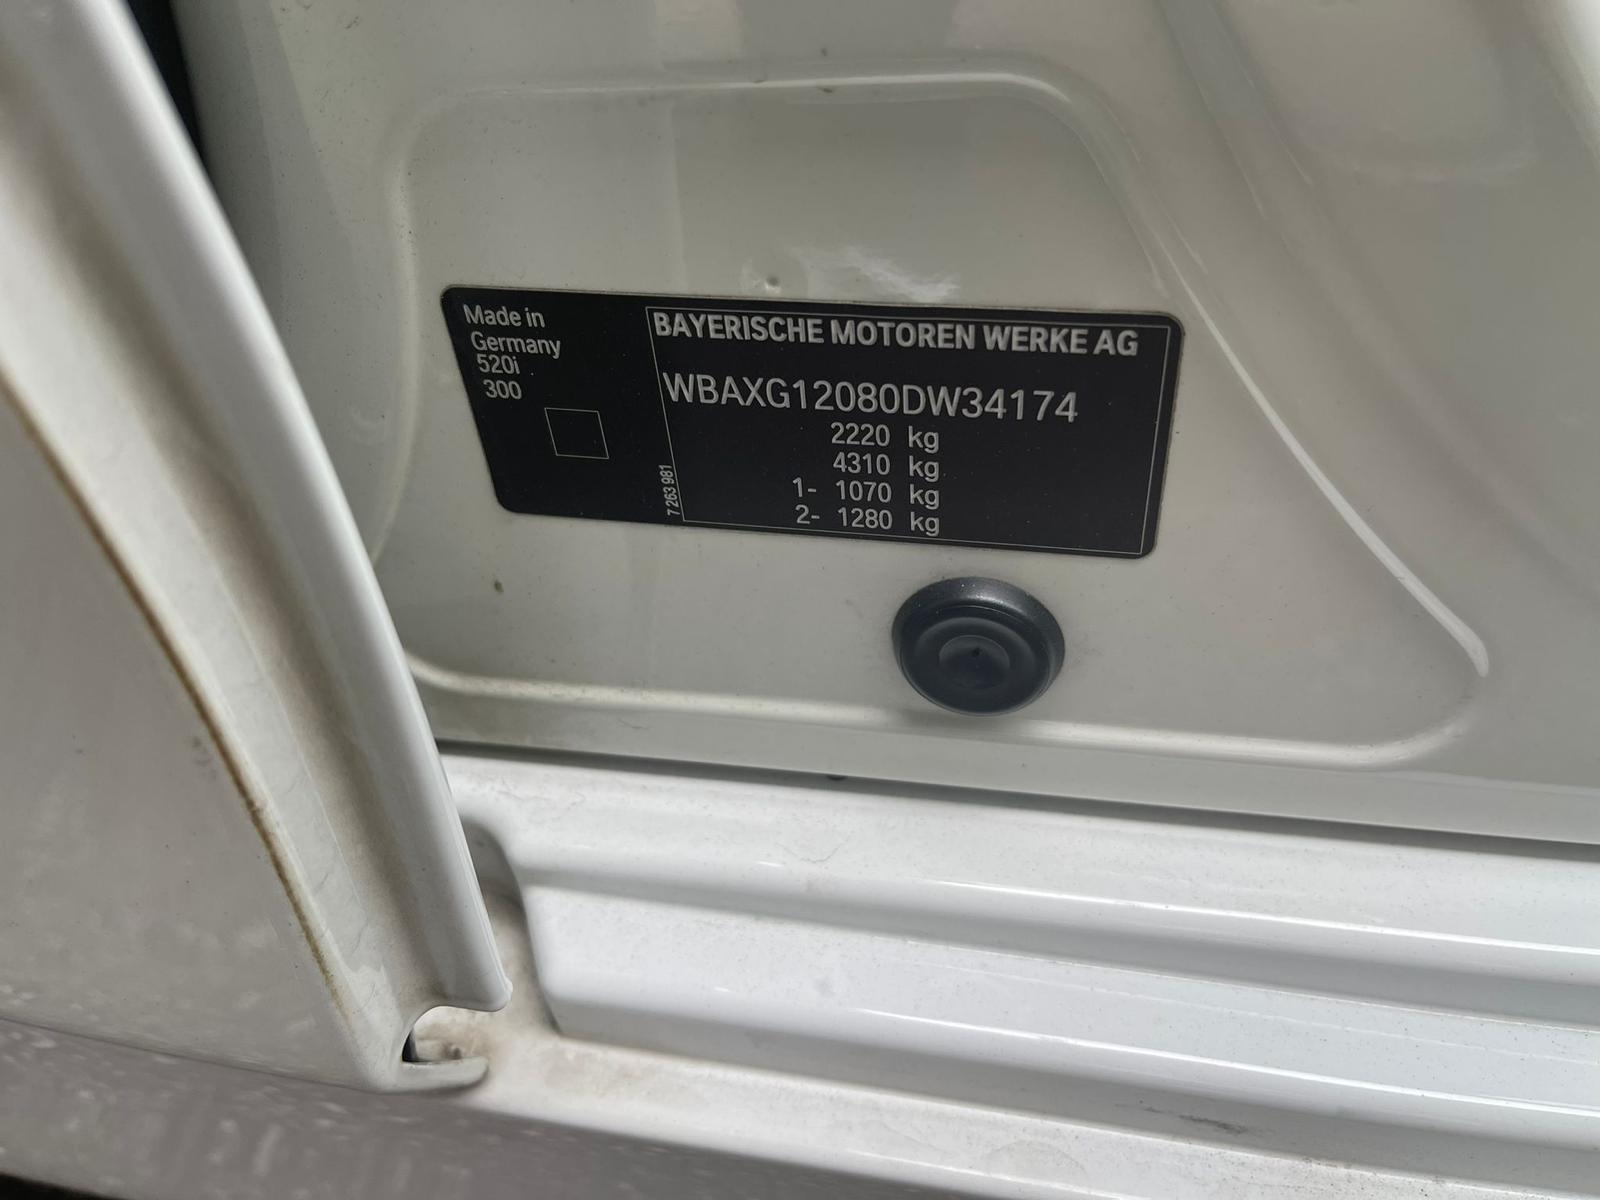 Made in
Germany
520i
300
7 263 981
BAYERISCHE MOTOREN WERKE AG
WBAXG12080DW34174
2220 kg
4310 kg
1- 1070 kg
2- 1280 kg